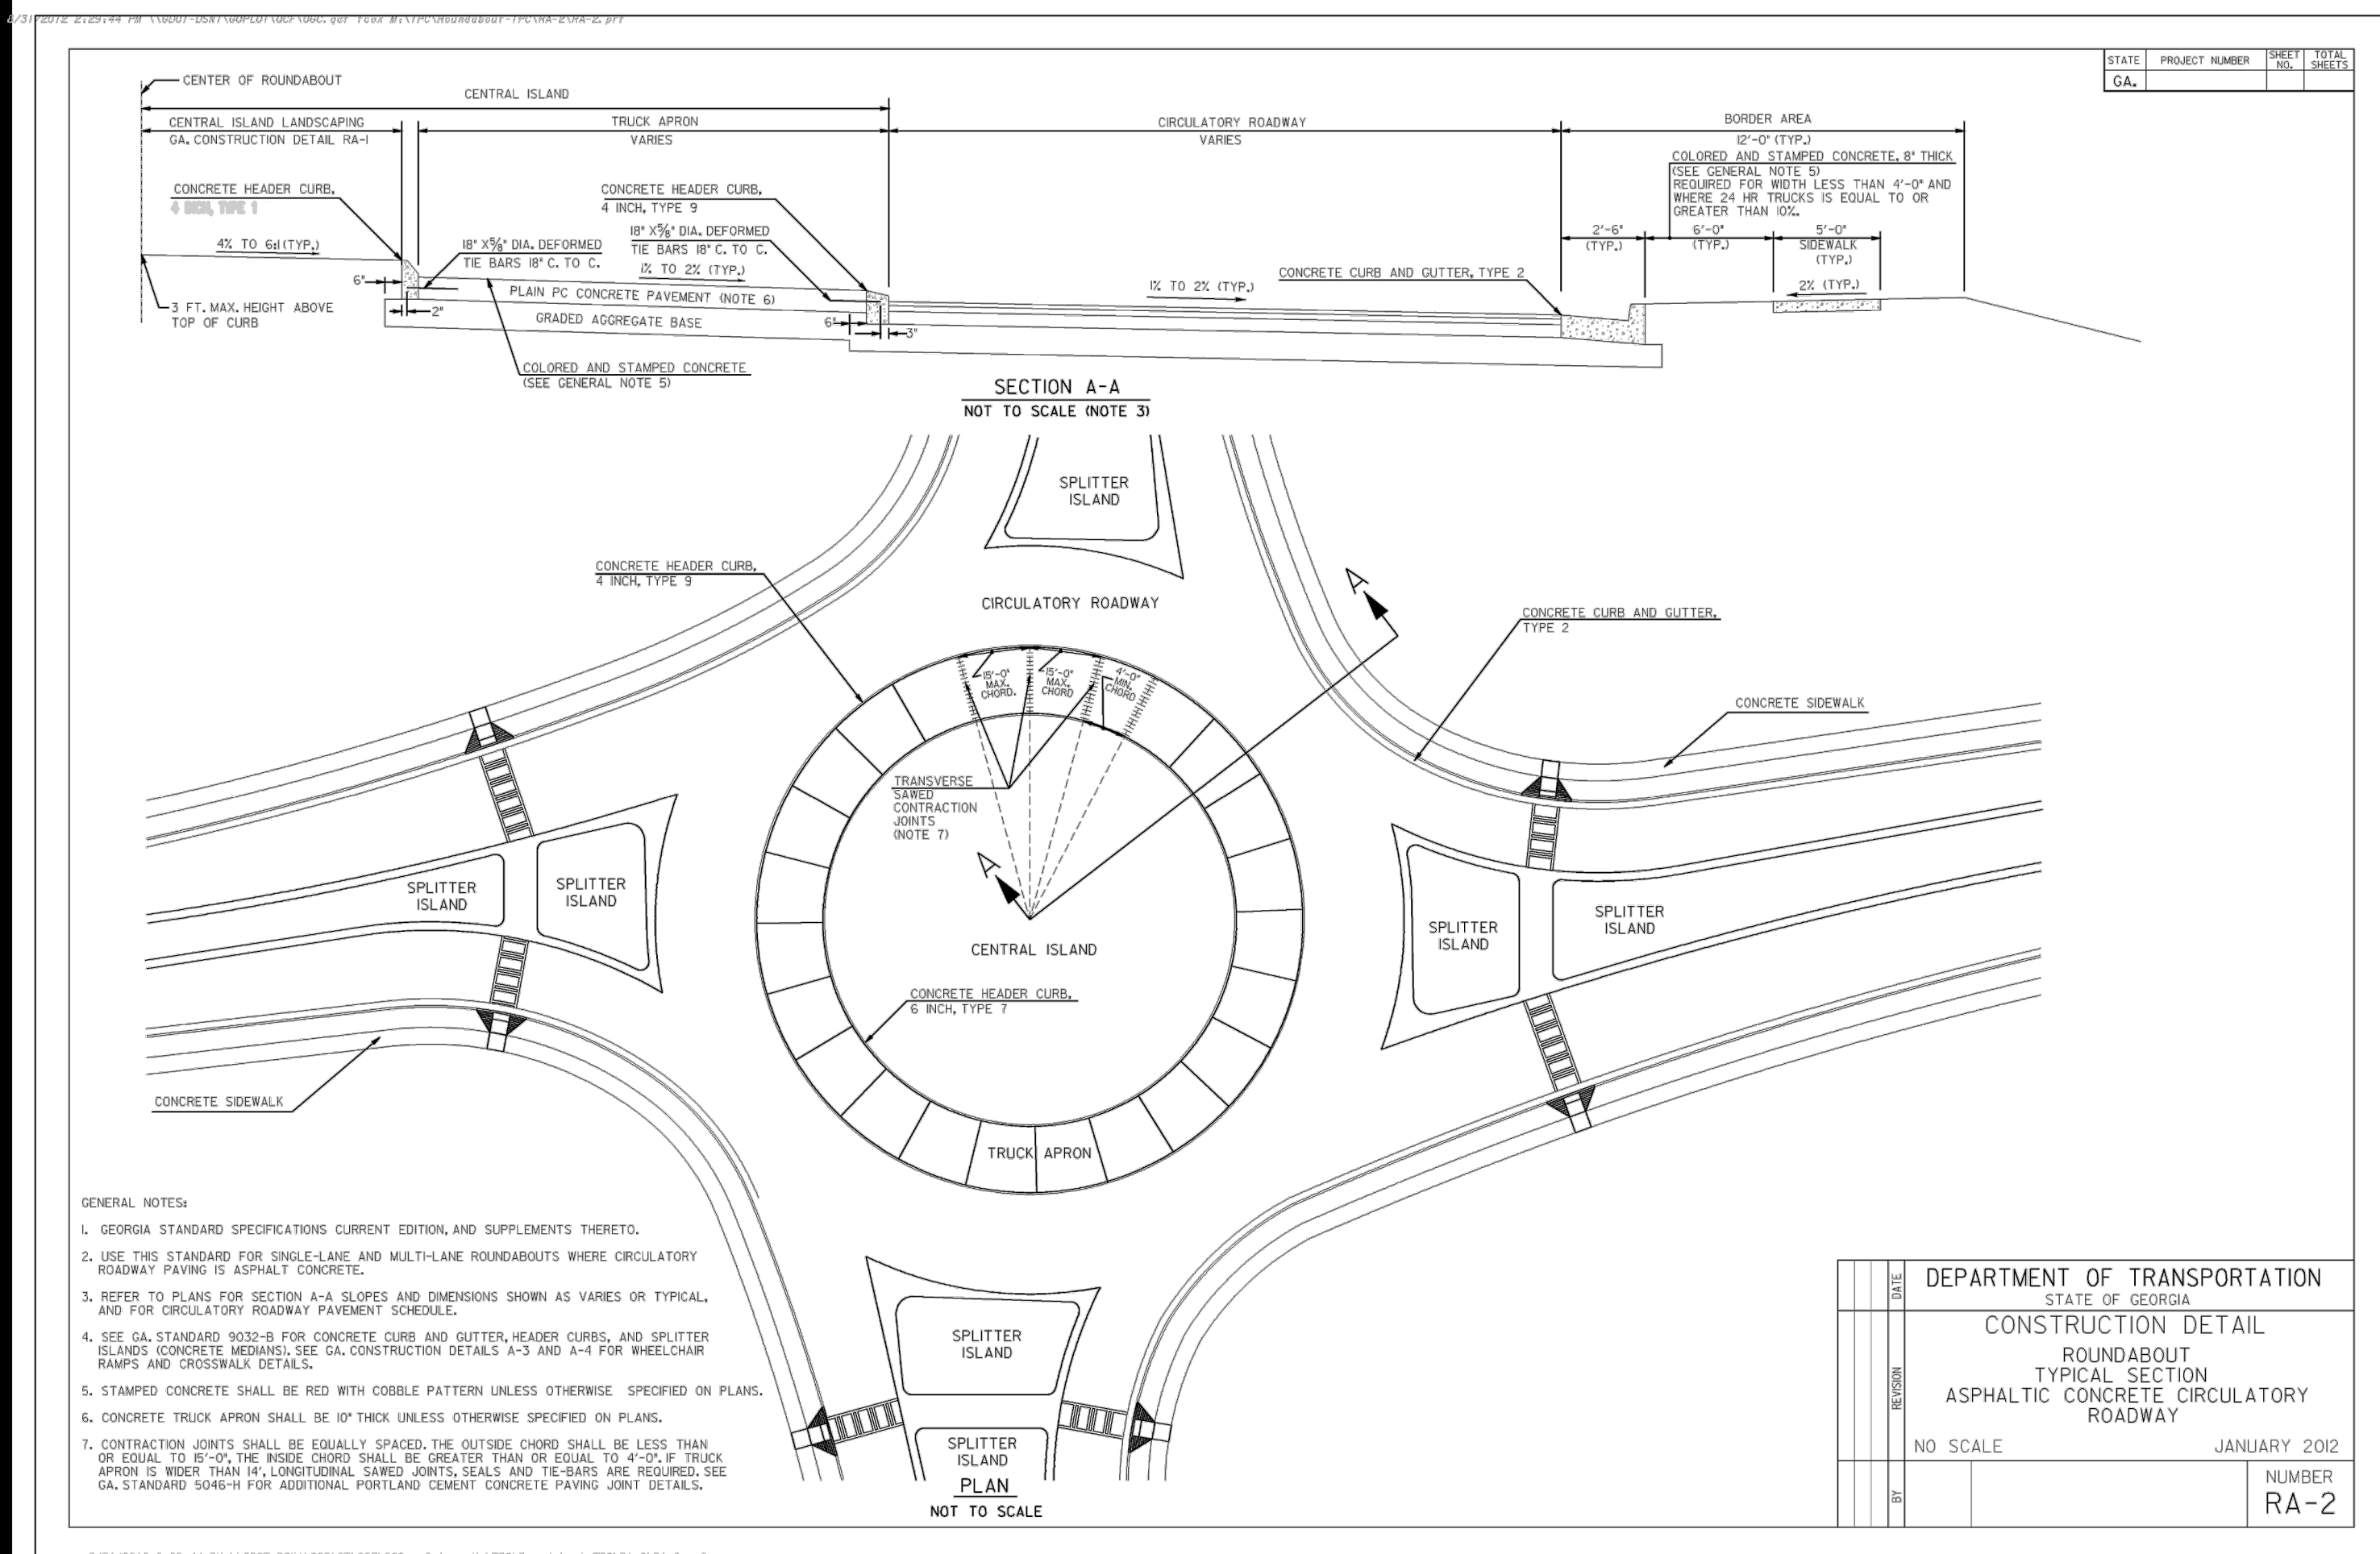 8/31/2012 2:29:44 PM
STATE PROJECT NUMBER SHEET NO. TOTAL SHEETS
GA.
CENTER OF ROUNDABOUT
CENTRAL ISLAND
CENTRAL ISLAND LANDSCAPING
GA. CONSTRUCTION DETAIL RA-1
TRUCK APRON
VARIES
CIRCULATORY ROADWAY
VARIES
BORDER AREA
12'-0" (TYP.)
COLORED AND STAMPED CONCRETE, 8" THICK
(SEE GENERAL NOTE 5)
REQUIRED FOR WIDTH LESS THAN 4'-0" AND
WHERE 24 HR TRUCKS IS EQUAL TO OR
GREATER THAN 10%.
CONCRETE HEADER CURB,
CONCRETE HEADER CURB,
4 INCH, TYPE 9
4% TO 6:1 (TYP.)
18" X 5/8" DIA. DEFORMED
TIE BARS 18" C. TO C.
18" X 5/8" DIA. DEFORMED
TIE BARS 18" C. TO C.
1% TO 2% (TYP.)
2'-6"
(TYP.)
6'-0"
(TYP.)
5'-0"
SIDEWALK
(TYP.)
2% (TYP.)
CONCRETE CURB AND GUTTER, TYPE 2
1% TO 2% (TYP.)
6"
2"
3 FT. MAX. HEIGHT ABOVE
TOP OF CURB
PLAIN PC CONCRETE PAVEMENT (NOTE 6)
GRADED AGGREGATE BASE
6"
3"
COLORED AND STAMPED CONCRETE
(SEE GENERAL NOTE 5)
SECTION A-A
NOT TO SCALE (NOTE 3)
SPLITTER
ISLAND
CONCRETE HEADER CURB,
4 INCH, TYPE 9
CIRCULATORY ROADWAY
A
CONCRETE CURB AND GUTTER,
TYPE 2
15'-0"
MAX.
CHORD.
15'-0"
MAX.
CHORD
4'-0"
MIN.
CHORD
CONCRETE SIDEWALK
TRANSVERSE
SAWED
CONTRACTION
JOINTS
(NOTE 7)
A
SPLITTER
ISLAND
SPLITTER
ISLAND
SPLITTER
ISLAND
SPLITTER
ISLAND
CENTRAL ISLAND
CONCRETE HEADER CURB,
6 INCH, TYPE 7
CONCRETE SIDEWALK
TRUCK APRON
GENERAL NOTES:
1. GEORGIA STANDARD SPECIFICATIONS CURRENT EDITION, AND SUPPLEMENTS THERETO.
2. USE THIS STANDARD FOR SINGLE-LANE AND MULTI-LANE ROUNDABOUTS WHERE CIRCULATORY
ROADWAY PAVING IS ASPHALT CONCRETE.
3. REFER TO PLANS FOR SECTION A-A SLOPES AND DIMENSIONS SHOWN AS VARIES OR TYPICAL,
AND FOR CIRCULATORY ROADWAY PAVEMENT SCHEDULE.
4. SEE GA. STANDARD 9032-B FOR CONCRETE CURB AND GUTTER, HEADER CURBS, AND SPLITTER
ISLANDS (CONCRETE MEDIANS). SEE GA. CONSTRUCTION DETAILS A-3 AND A-4 FOR WHEELCHAIR
RAMPS AND CROSSWALK DETAILS.
5. STAMPED CONCRETE SHALL BE RED WITH COBBLE PATTERN UNLESS OTHERWISE SPECIFIED ON PLANS.
6. CONCRETE TRUCK APRON SHALL BE 10" THICK UNLESS OTHERWISE SPECIFIED ON PLANS.
7. CONTRACTION JOINTS SHALL BE EQUALLY SPACED. THE OUTSIDE CHORD SHALL BE LESS THAN
OR EQUAL TO 15'-0". THE INSIDE CHORD SHALL BE GREATER THAN OR EQUAL TO 4'-0". IF TRUCK
APRON IS WIDER THAN 14', LONGITUDINAL SAWED JOINTS, SEALS AND TIE-BARS ARE REQUIRED. SEE
GA. STANDARD 5046-H FOR ADDITIONAL PORTLAND CEMENT CONCRETE PAVING JOINT DETAILS.
SPLITTER
ISLAND
SPLITTER
ISLAND
PLAN
NOT TO SCALE
DATE
REVISION
BY
DEPARTMENT OF TRANSPORTATION
STATE OF GEORGIA
CONSTRUCTION DETAIL
ROUNDABOUT
TYPICAL SECTION
ASPHALTIC CONCRETE CIRCULATORY
ROADWAY
NO SCALE JANUARY 2012
NUMBER
RA-2